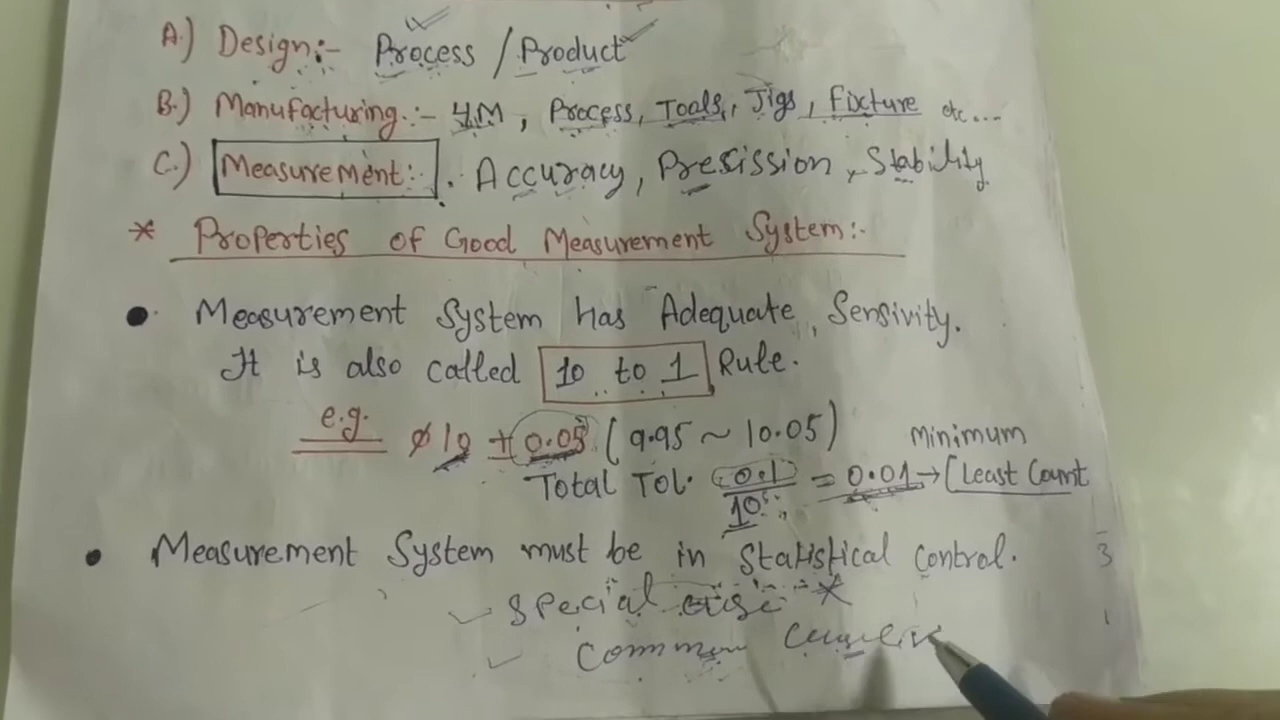 A.) Design:- Process / Product
B.) Manufacturing:- 4M, Process, Tools, Jigs, Fixture etc...
C.) Measurement:. Accuracy, Presission, Stability
* Properties of Good Measurement System:-
• Measurement System has Adequate, Sensivity.
It is also called 10 to 1 Rule.
e.g. ø 10 ± 0.05 (9.95 ~ 10.05) Minimum
Total Tol. 0.1/10 = 0.01 → [Least Count
• Measurement System must be in Statistical Control.
Special *
Common